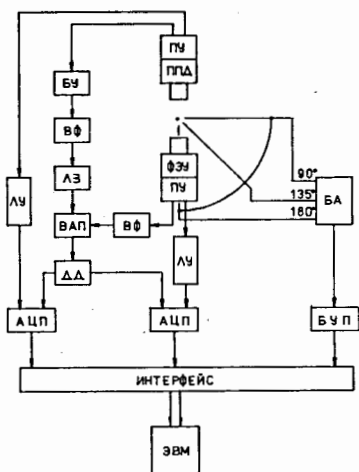 ПУ
ППД
БУ
ВФ
ФЭУ
ПУ
90°
135°
180°
БА
ЛЗ
ЛУ
ВАП
ВФ
ЛУ
ДД
АЦП
АЦП
БУП
ИНТЕРФЕЙС
ЭВМ